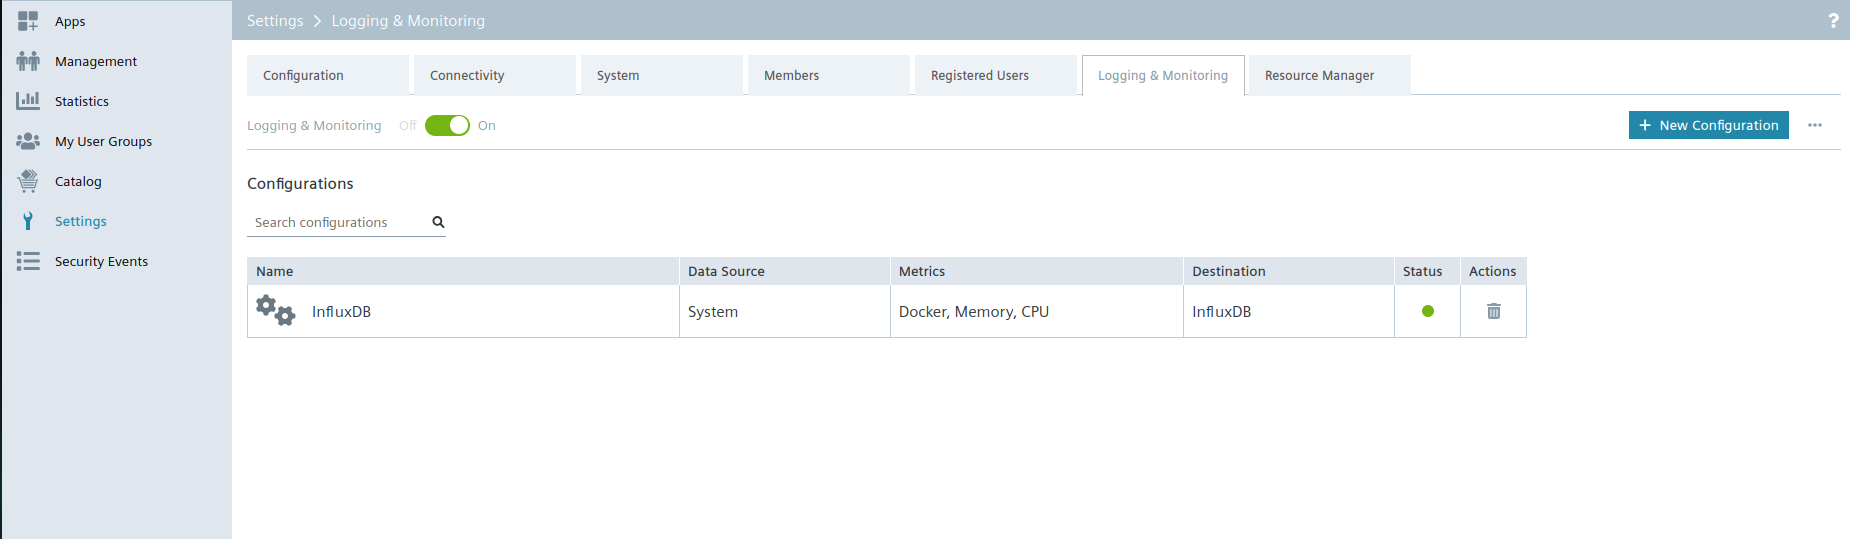 Apps
Management
Statistics
My User Groups
Catalog
Settings
Security Events
Settings > Logging & Monitoring
?
Configuration Connectivity System Members Registered Users Logging & Monitoring Resource Manager
Logging & Monitoring Off On + New Configuration ...
Configurations
Search configurations
Name Data Source Metrics Destination Status Actions
InfluxDB System Docker, Memory, CPU InfluxDB